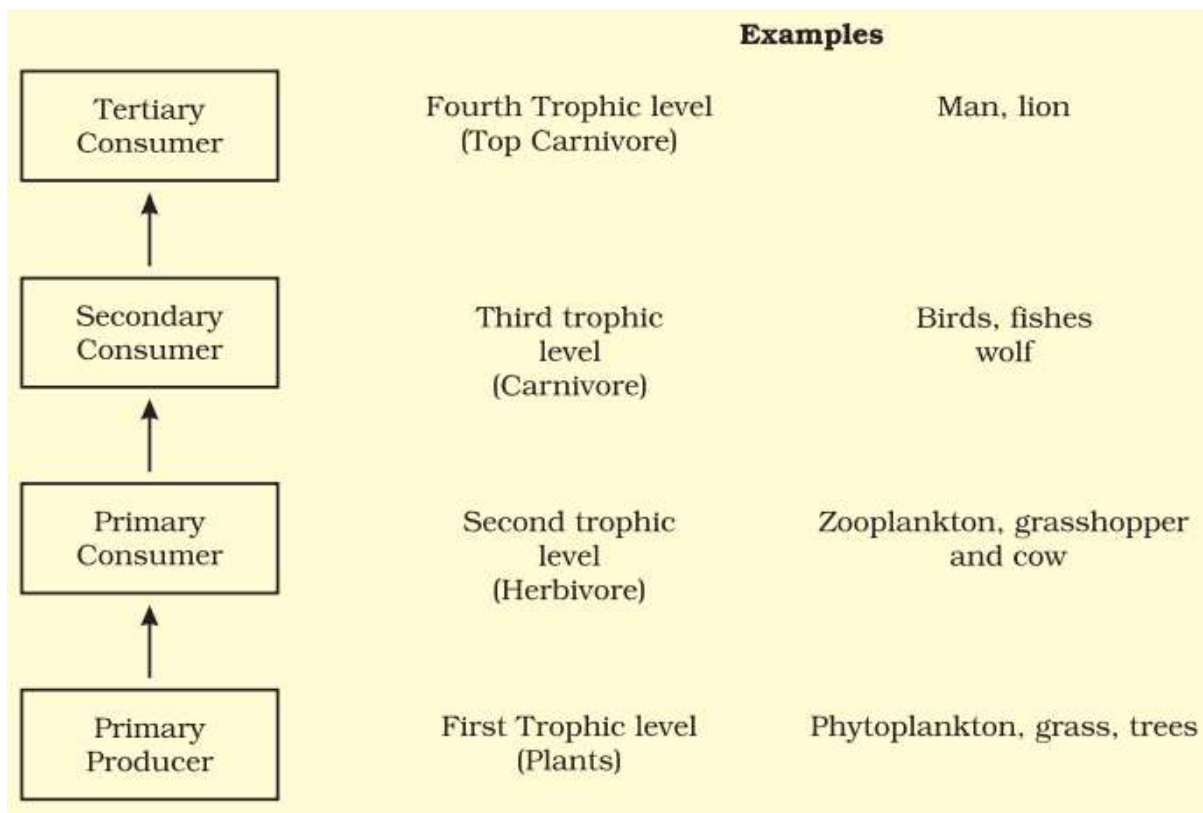 Examples
Tertiary
Consumer
Fourth Trophic level
(Top Carnivore)
Man, lion
Secondary
Consumer
Third trophic
level
(Carnivore)
Birds, fishes
wolf
Primary
Consumer
Second trophic
level
(Herbivore)
Zooplankton, grasshopper
and cow
Primary
Producer
First Trophic level
(Plants)
Phytoplankton, grass, trees